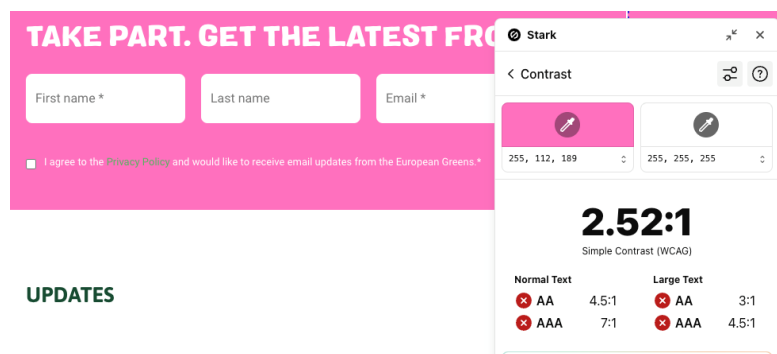 TAKE PART. GET THE LATEST FRO
First name *
Last name
Email *
I agree to the Privacy Policy and would like to receive email updates from the European Greens.*
UPDATES
Stark
Contrast
255, 112, 189
255, 255, 255
2.52:1
Simple Contrast (WCAG)
Normal Text
Large Text
AA 4.5:1
AA 3:1
AAA 7:1
AAA 4.5:1